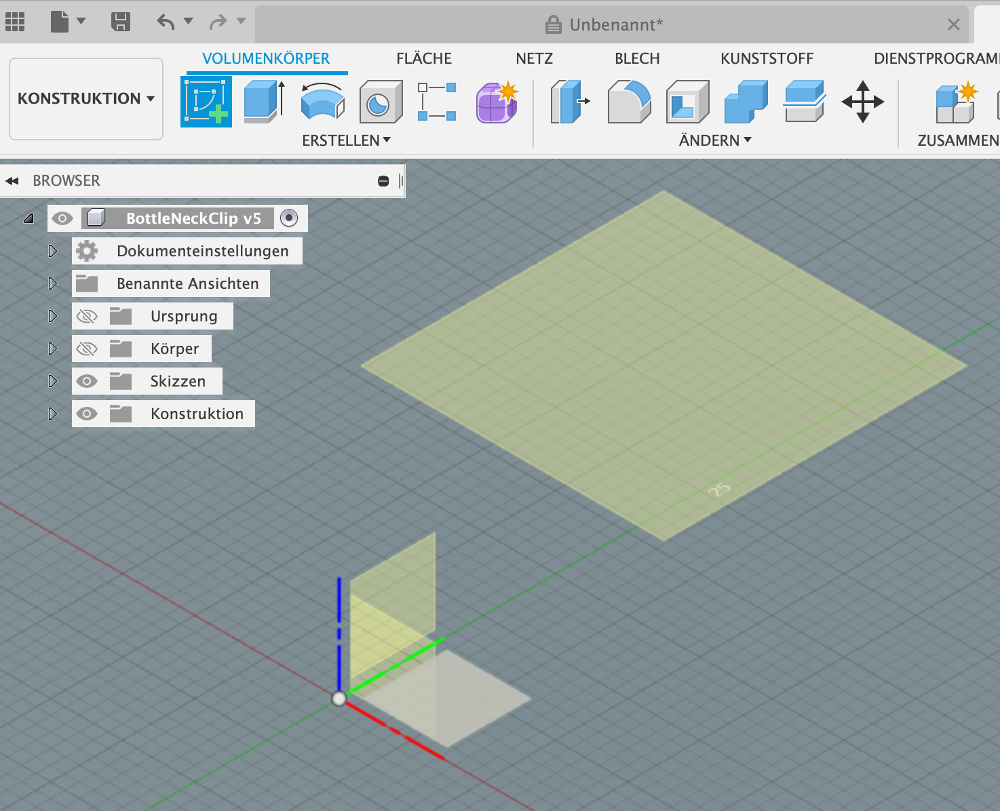 Unbenannt*
VOLUMENKÖRPER FLÄCHE NETZ BLECH KUNSTSTOFF DIENSTPROGRAM
KONSTRUKTION
ERSTELLEN ÄNDERN ZUSAMMEN
BROWSER
BottleNeckClip v5
Dokumenteinstellungen
Benannte Ansichten
Ursprung
Körper
Skizzen
Konstruktion
25